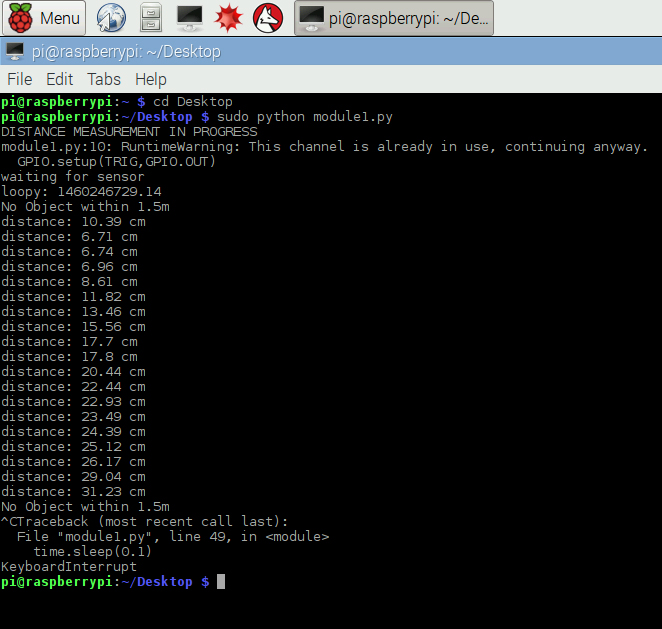 Menu
pi@raspberrypi: ~/De...
pi@raspberrypi: ~/Desktop
File Edit Tabs Help
pi@raspberrypi:~ $ cd Desktop
pi@raspberrypi:~/Desktop $ sudo python module1.py
DISTANCE MEASUREMENT IN PROGRESS
module1.py:10: RuntimeWarning: This channel is already in use, continuing anyway.
  GPIO.setup(TRIG,GPIO.OUT)
waiting for sensor
loopy: 1460246729.14
No Object within 1.5m
distance: 10.39 cm
distance: 6.71 cm
distance: 6.74 cm
distance: 6.96 cm
distance: 8.61 cm
distance: 11.82 cm
distance: 13.46 cm
distance: 15.56 cm
distance: 17.7 cm
distance: 17.8 cm
distance: 20.44 cm
distance: 22.44 cm
distance: 22.93 cm
distance: 23.49 cm
distance: 24.39 cm
distance: 25.12 cm
distance: 26.17 cm
distance: 29.04 cm
distance: 31.23 cm
No Object within 1.5m
^CTraceback (most recent call last):
  File "module1.py", line 49, in <module>
    time.sleep(0.1)
KeyboardInterrupt
pi@raspberrypi:~/Desktop $